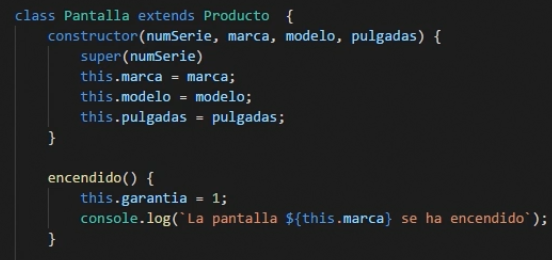 class Pantalla extends Producto  {
    constructor(numSerie, marca, modelo, pulgadas) {
        super(numSerie)
        this.marca = marca;
        this.modelo = modelo;
        this.pulgadas = pulgadas;
    }

    encendido() {
        this.garantia = 1;
        console.log(`La pantalla ${this.marca} se ha encendido`);
    }